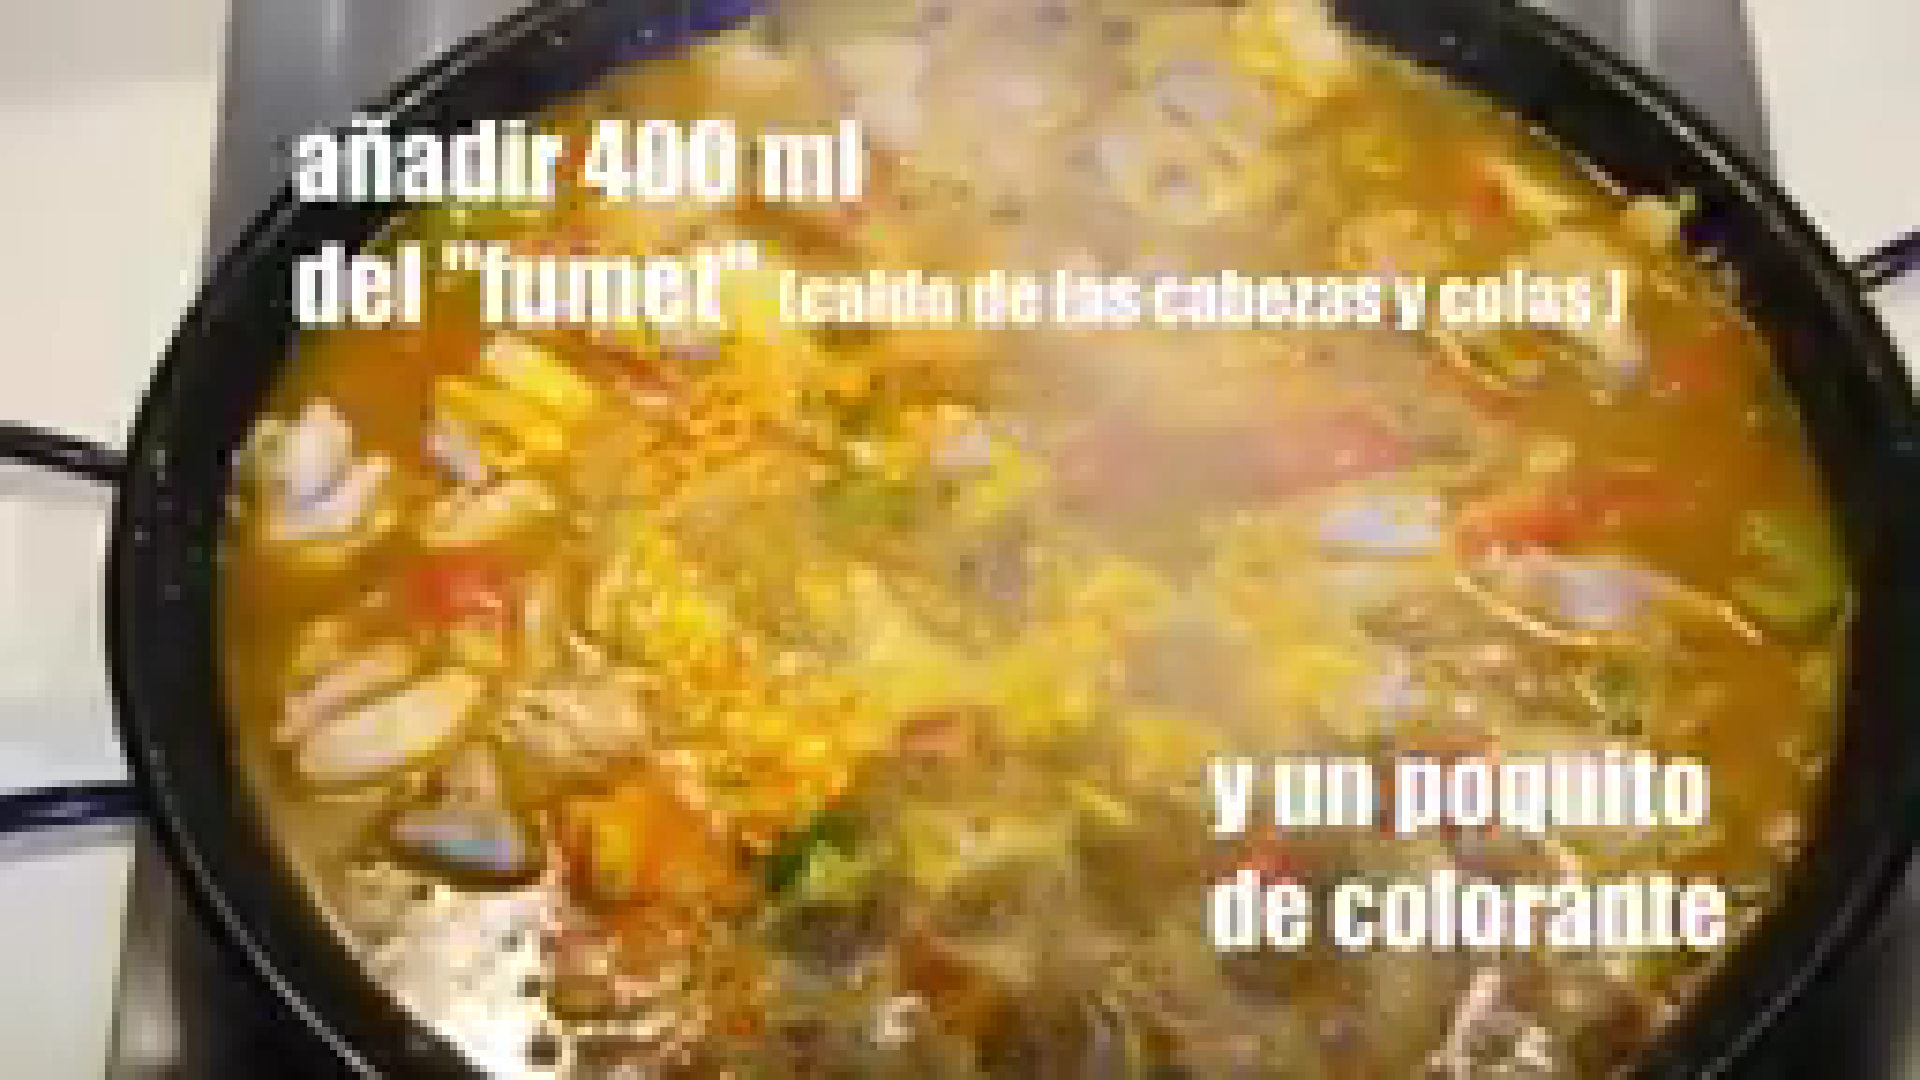 añadir 400 ml
del "fumet" (caldo de las cabezas y colas )
y un poquito
de colorante